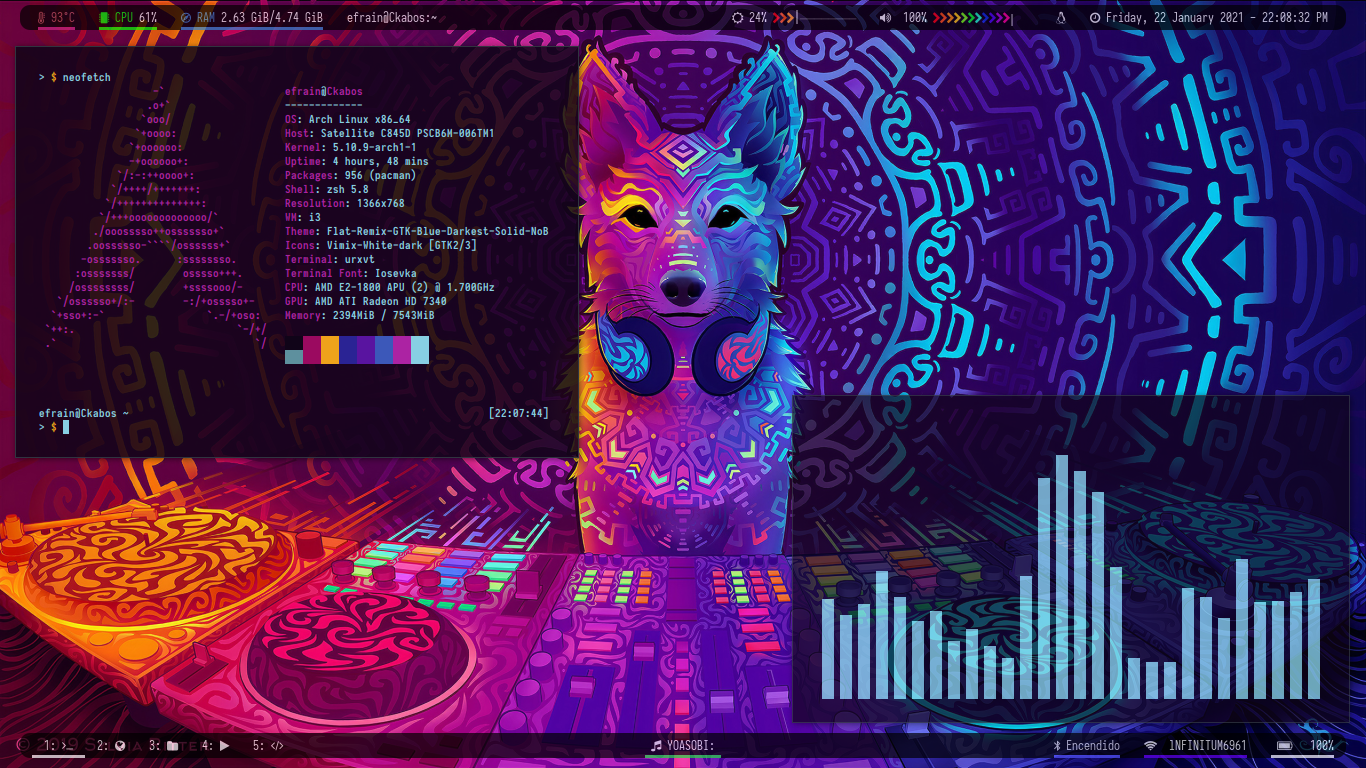 93°C CPU 61% RAM 2.63 GiB/4.74 GiB efrain@Ckabos:~ 24% 100% Friday, 22 January 2021 - 22:08:32 PM
> $ neofetch
efrain@Ckabos
-------------
OS: Arch Linux x86_64
Host: Satellite C845D PSCB6M-006TM1
Kernel: 5.10.9-arch1-1
Uptime: 4 hours, 48 mins
Packages: 956 (pacman)
Shell: zsh 5.8
Resolution: 1366x768
WM: i3
Theme: Flat-Remix-GTK-Blue-Darkest-Solid-NoB
Icons: Vimix-White-dark [GTK2/3]
Terminal: urxvt
Terminal Font: Iosevka
CPU: AMD E2-1800 APU (2) @ 1.700GHz
GPU: AMD ATI Radeon HD 7340
Memory: 2394MiB / 7543MiB
efrain@Ckabos ~ [22:07:44]
> $
1: 2: 3: 4: 5: YOASOBI: Encendido INFINITUM6961 100%